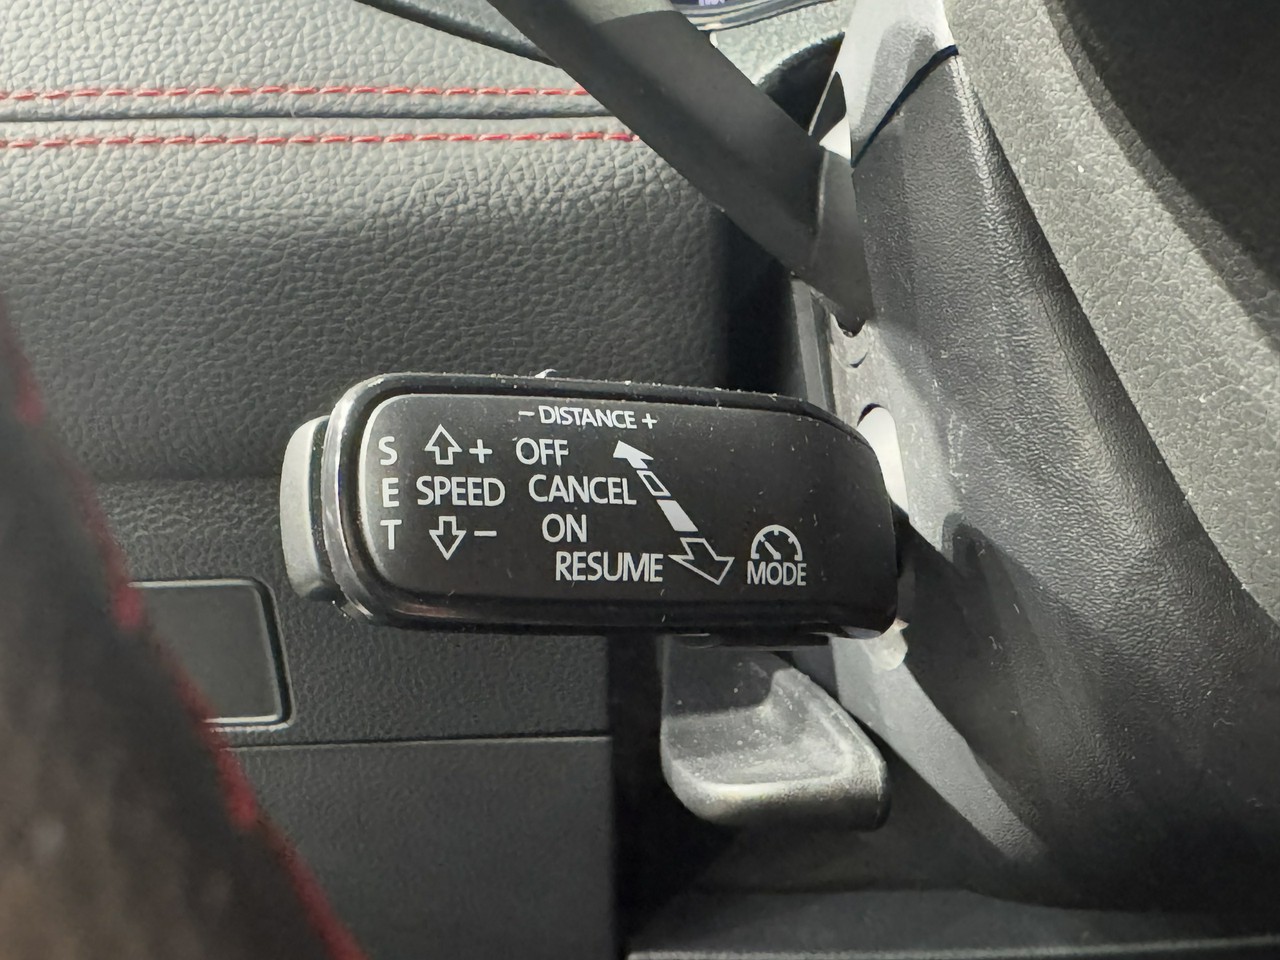 − DISTANCE +
S + OFF
E SPEED CANCEL
T − ON
RESUME MODE